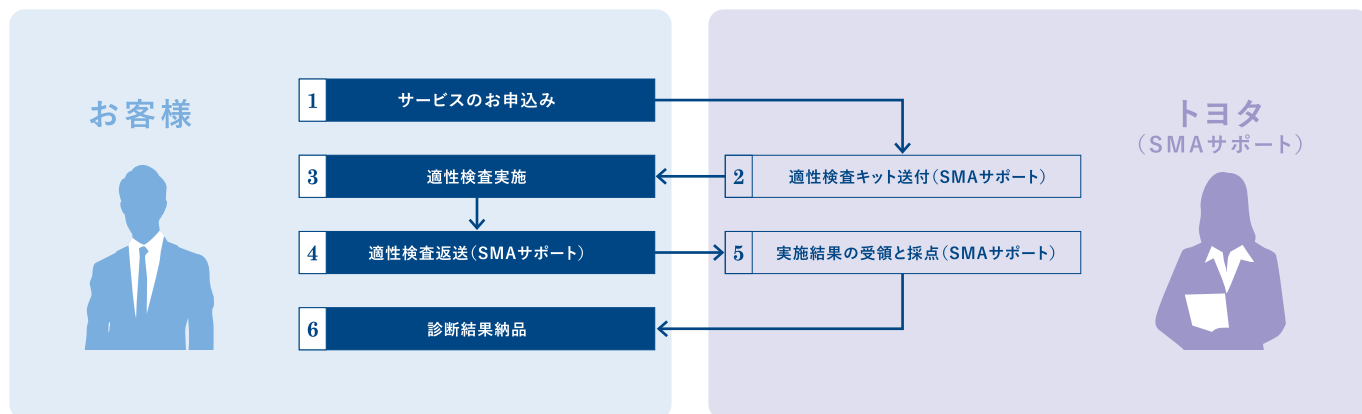 お客様
トヨタ
（SMAサポート）
1 サービスのお申込み
2 適性検査キット送付（SMAサポート）
3 適性検査実施
4 適性検査返送（SMAサポート）
5 実施結果の受領と採点（SMAサポート）
6 診断結果納品